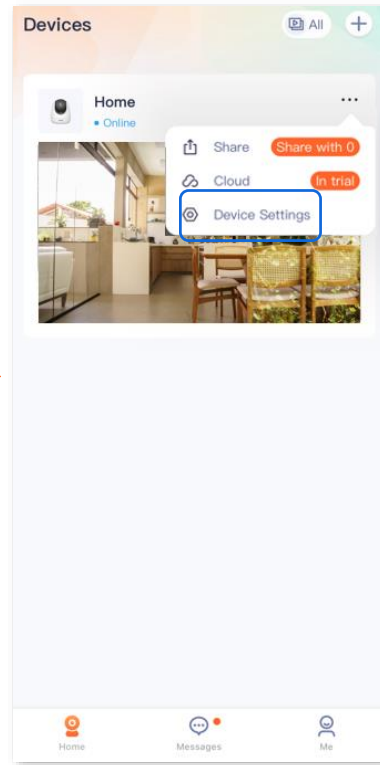 Devices
All
Home
Online
Share Share with 0
Cloud In trial
Device Settings
Home Messages Me